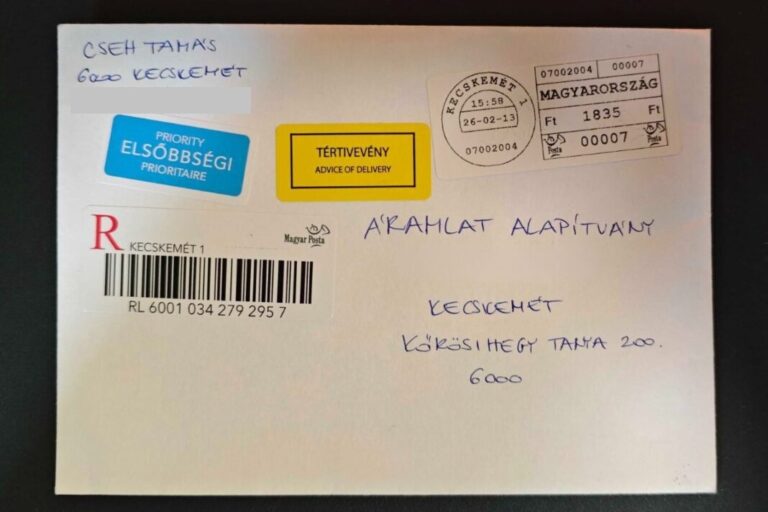 CSEH TAMÁS
6000 KECSKEMÉT
PRIORITY
ELSŐBBSÉGI
PRIORITAIRE
TÉRTIVEVÉNY
ADVICE OF DELIVERY
KECSKEMÉT 1
15:58
26-02-13
07002004
07002004 00007
MAGYARORSZÁG
Ft 1835 Ft
Posta 00007 Posta
R KECSKEMÉT 1
Magyar Posta
RL 6001 034 279 295 7
ÁRAMLAT ALAPÍTVÁNY
KECSKEMÉT
KŐRÖSIHEGY TANYA 200.
6000